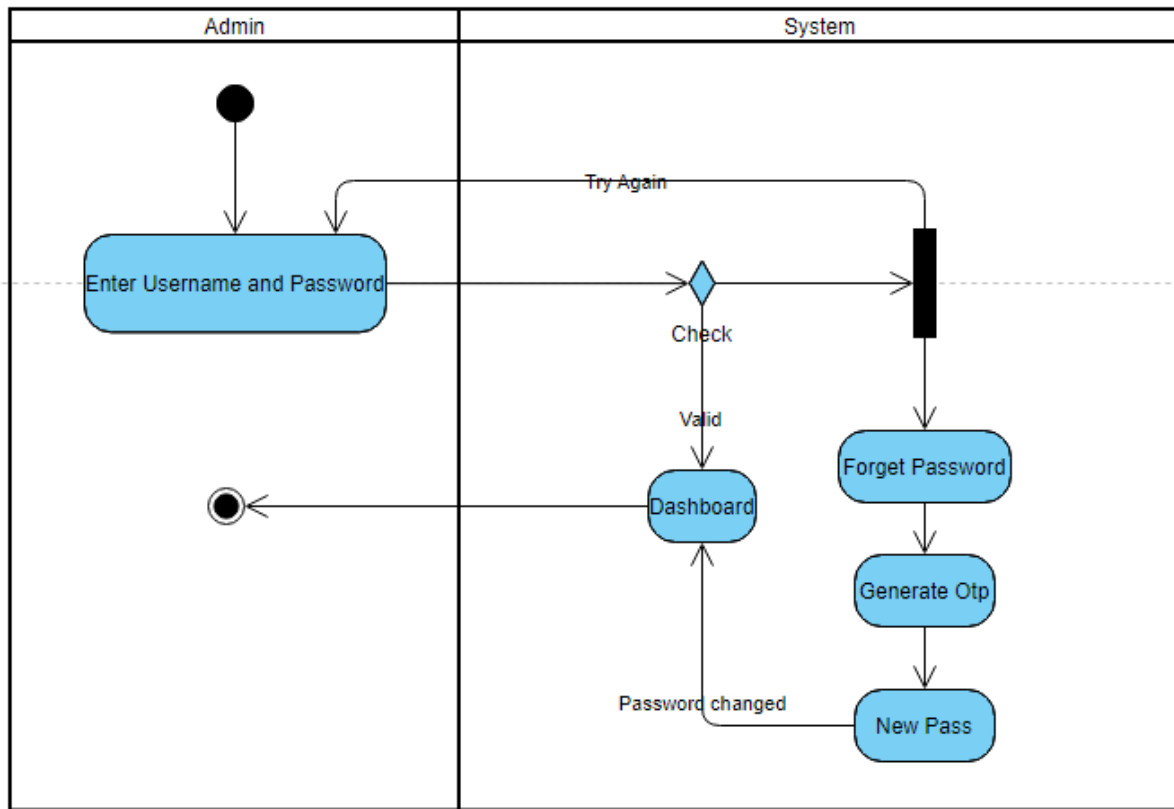 Admin
System
Try Again
Enter Username and Password
Check
Valid
Forget Password
Dashboard
Generate Otp
Password changed
New Pass